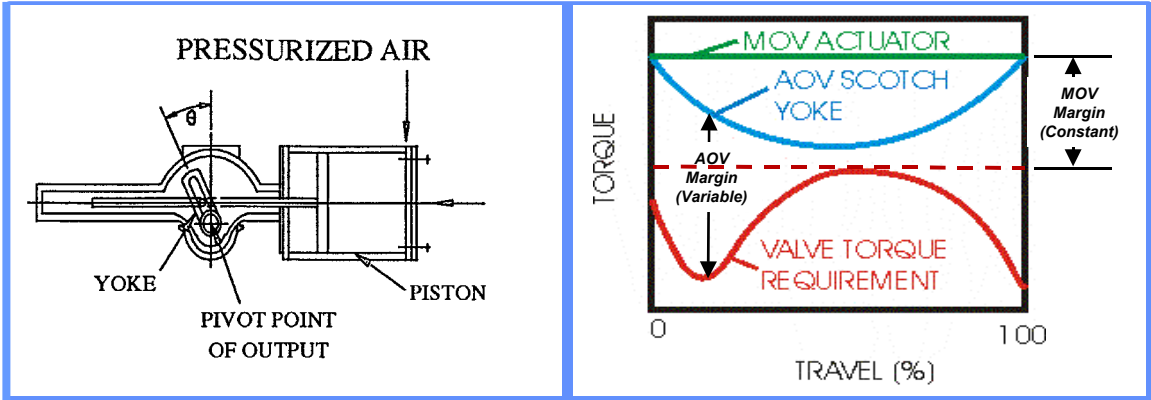 PRESSURIZED AIR
θ
YOKE
PISTON
PIVOT POINT
OF OUTPUT
MOV ACTUATOR
AOV SCOTCH
YOKE
MOV
Margin
(Constant)
TORQUE
AOV
Margin
(Variable)
VALVE TORQUE
REQUIREMENT
0
100
TRAVEL (%)